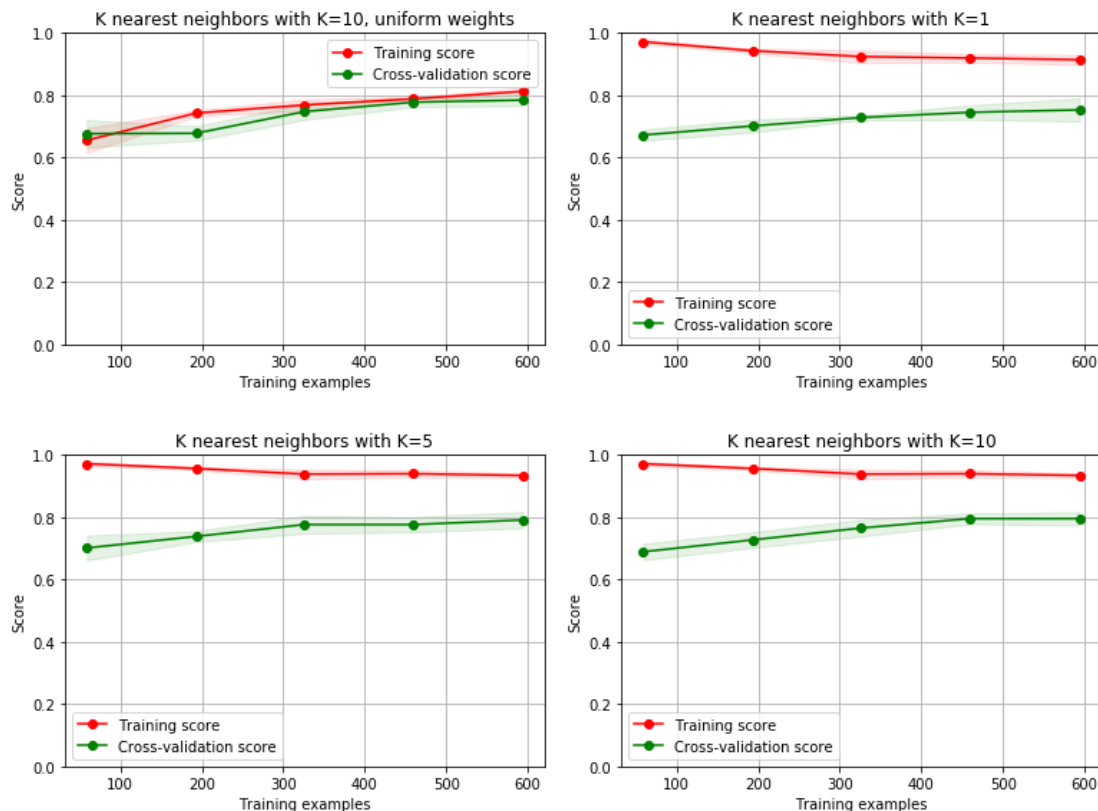 K nearest neighbors with K=10, uniform weights
1.0
0.8
0.6
0.4
0.2
0.0
Score
Training score
Cross-validation score
100 200 300 400 500 600
Training examples
K nearest neighbors with K=1
1.0
0.8
0.6
0.4
0.2
0.0
Score
Training score
Cross-validation score
100 200 300 400 500 600
Training examples
K nearest neighbors with K=5
1.0
0.8
0.6
0.4
0.2
0.0
Score
Training score
Cross-validation score
100 200 300 400 500 600
Training examples
K nearest neighbors with K=10
1.0
0.8
0.6
0.4
0.2
0.0
Score
Training score
Cross-validation score
100 200 300 400 500 600
Training examples